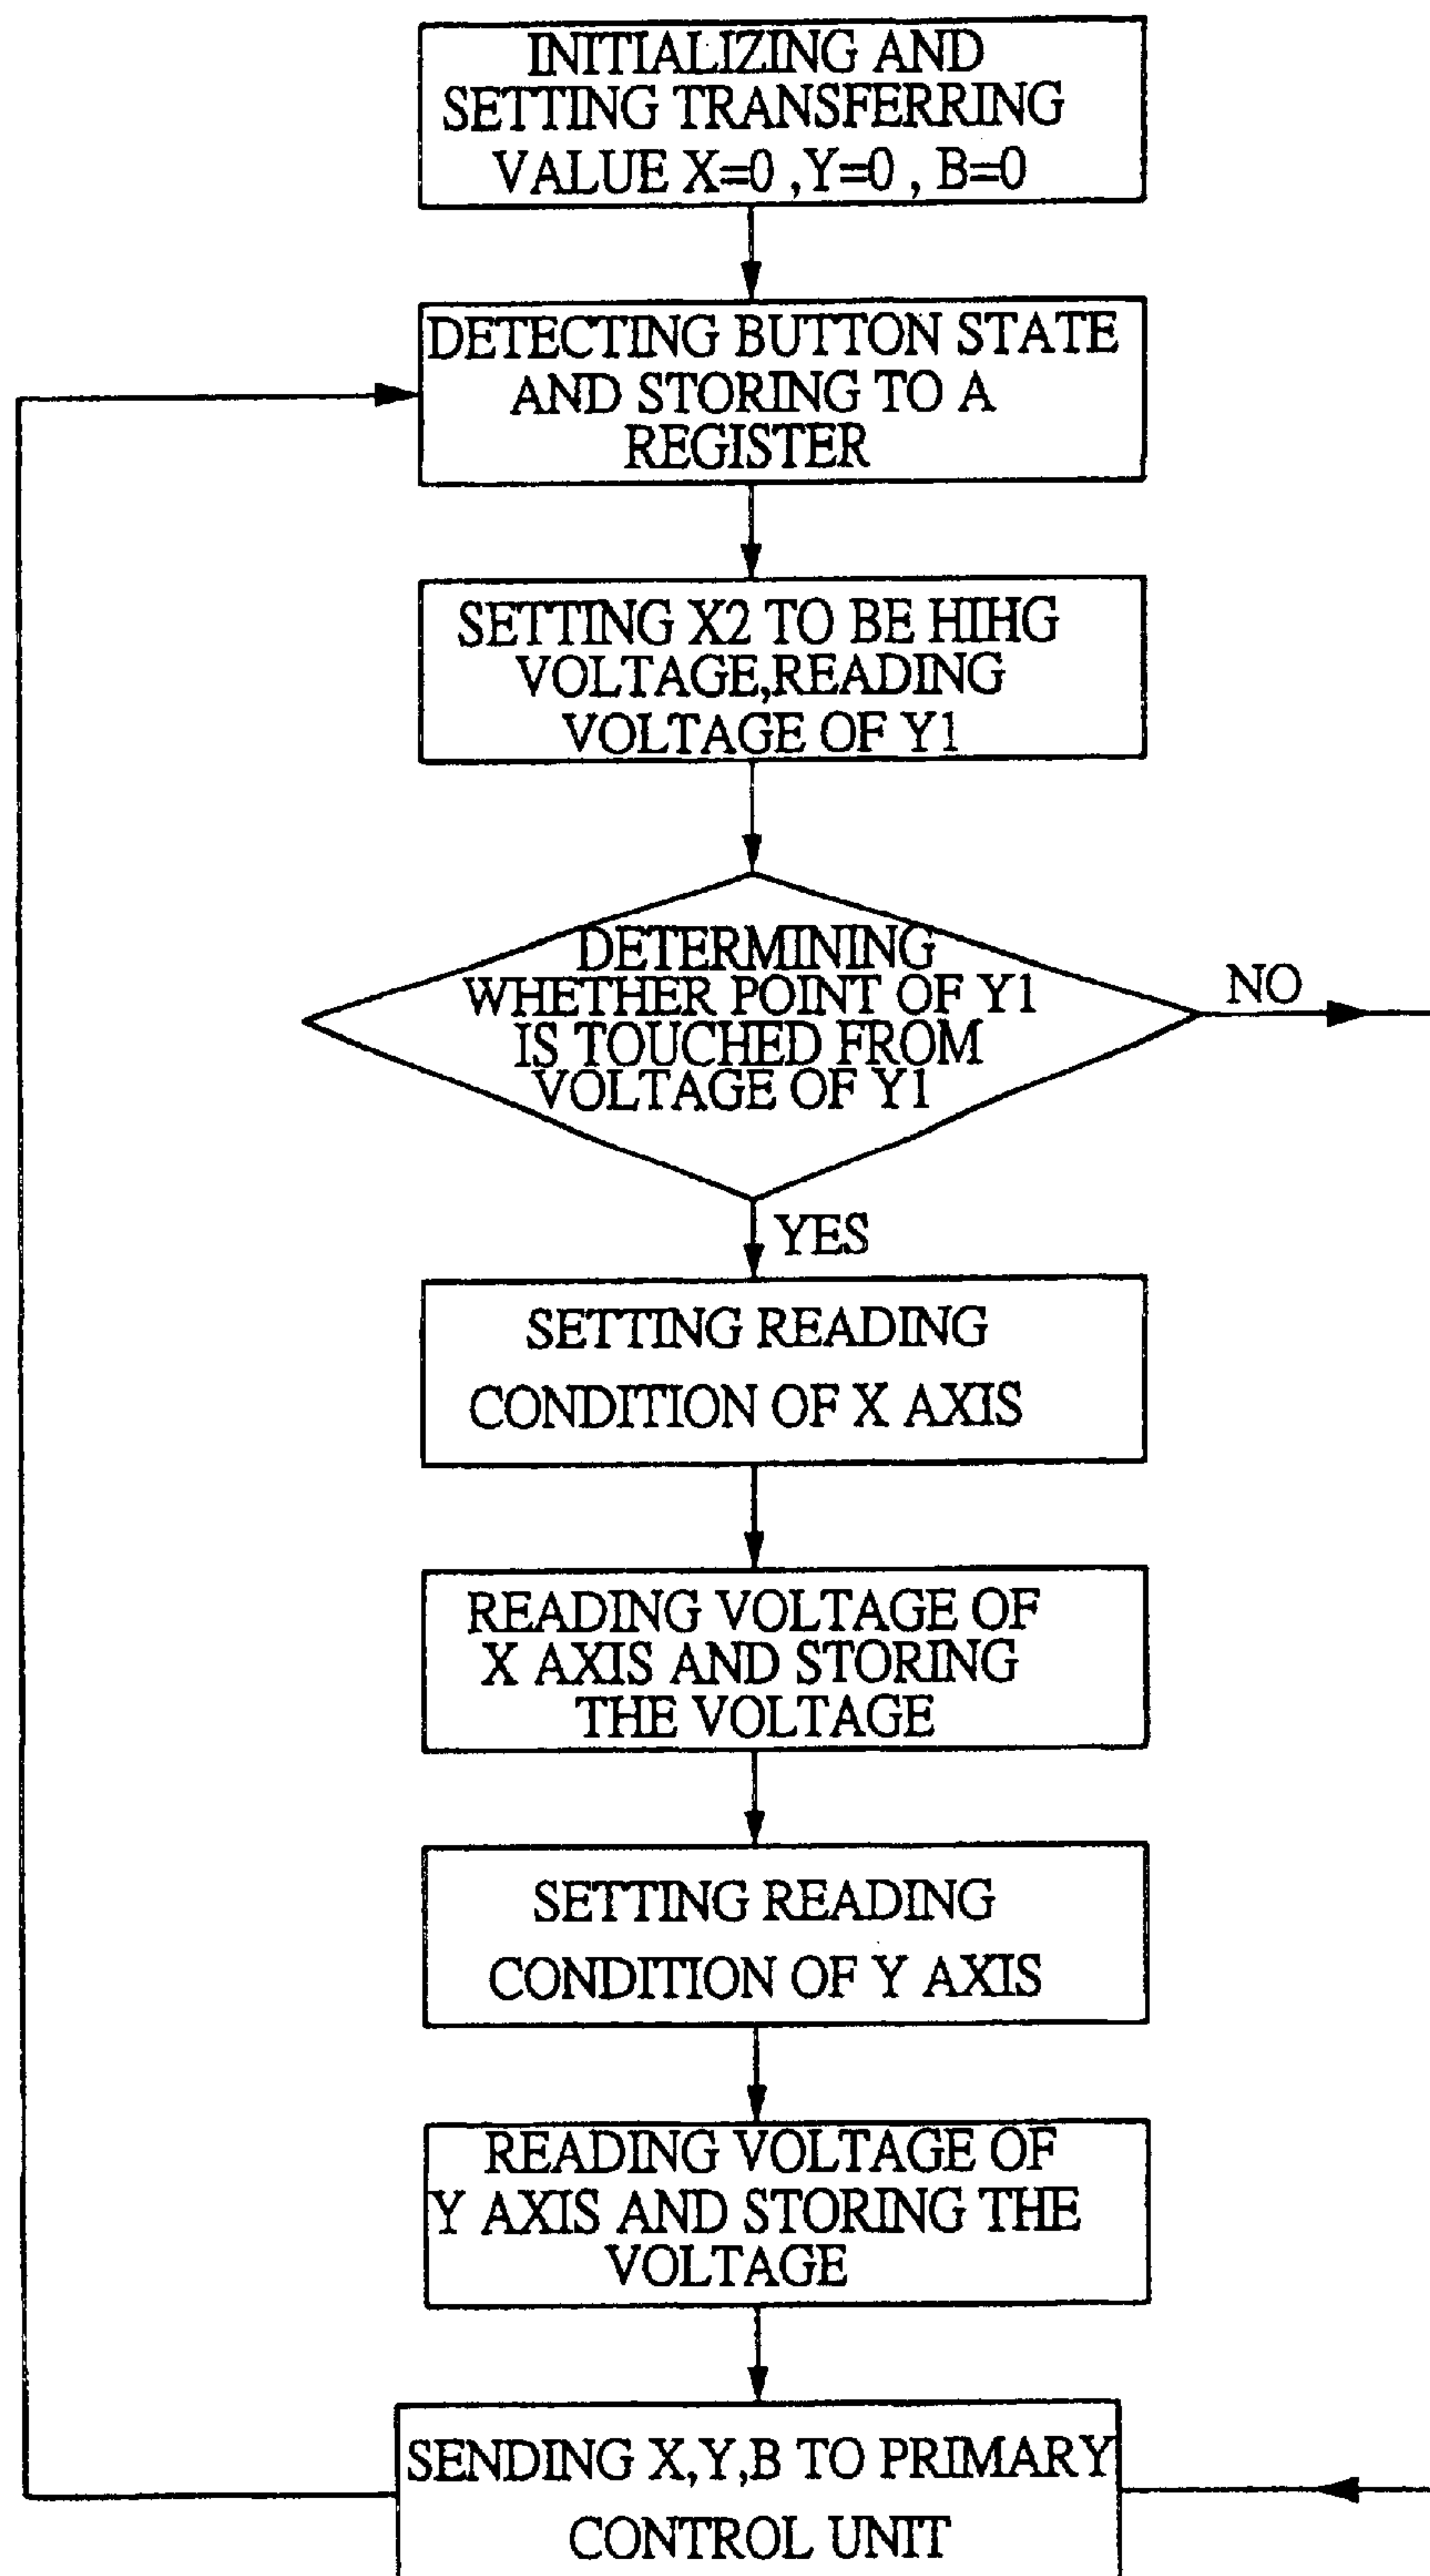 INITIALIZING AND
SETTING TRANSFERRING
VALUE X=0 ,Y=0 , B=0
DETECTING BUTTON STATE
AND STORING TO A
REGISTER
SETTING X2 TO BE HIHG
VOLTAGE,READING
VOLTAGE OF Y1
DETERMINING
WHETHER POINT OF Y1
IS TOUCHED FROM
VOLTAGE OF Y1
NO
YES
SETTING READING
CONDITION OF X AXIS
READING VOLTAGE OF
X AXIS AND STORING
THE VOLTAGE
SETTING READING
CONDITION OF Y AXIS
READING VOLTAGE OF
Y AXIS AND STORING THE
VOLTAGE
SENDING X,Y,B TO PRIMARY
CONTROL UNIT